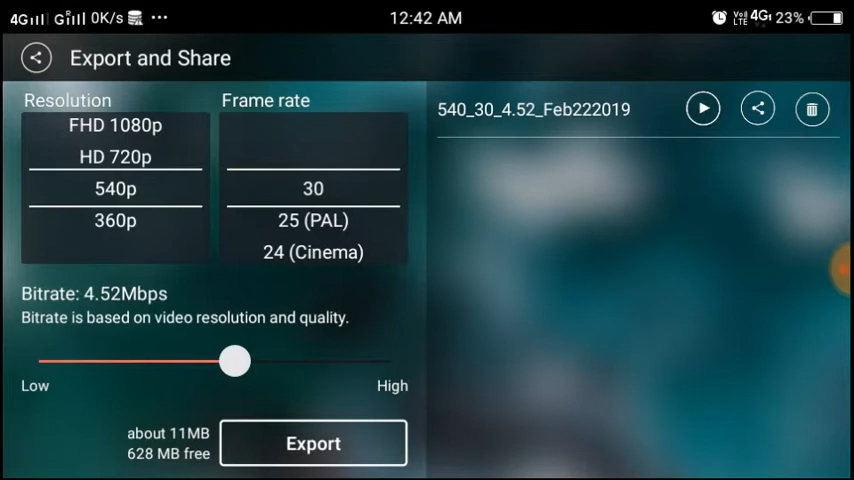 4G G R 0K/s ••• 12:42 AM VoLTE 4G 23%
Export and Share
Resolution
FHD 1080p
HD 720p
540p
360p
Frame rate
30
25 (PAL)
24 (Cinema)
Bitrate: 4.52Mbps
Bitrate is based on video resolution and quality.
Low High
about 11MB
628 MB free
Export
540_30_4.52_Feb222019